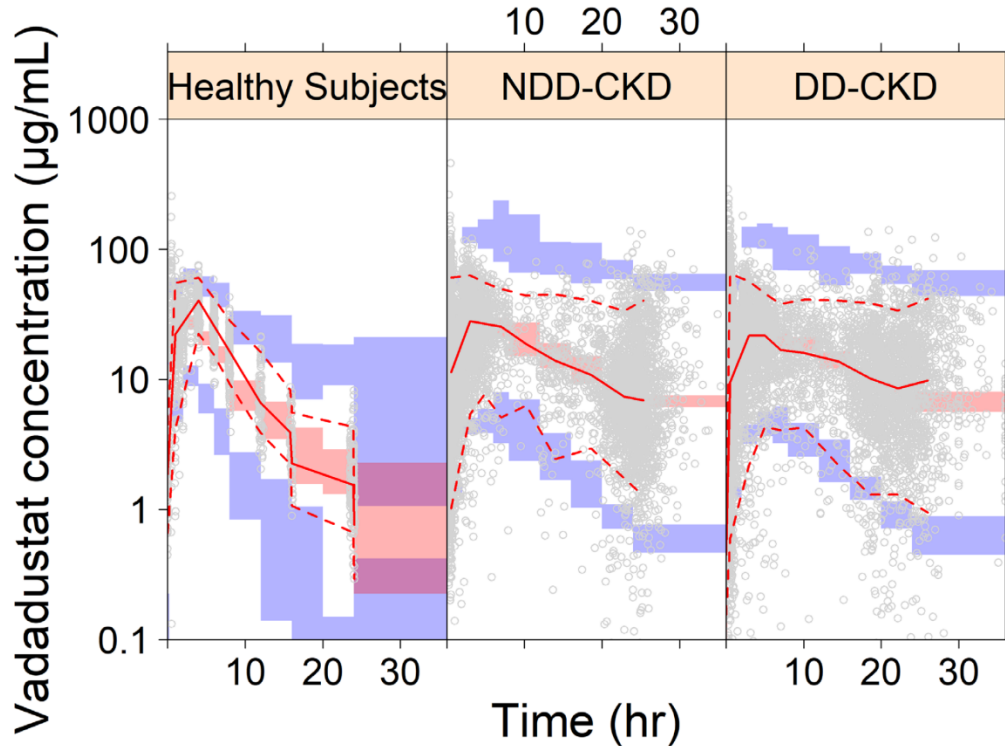 10 20 30
Healthy Subjects NDD-CKD DD-CKD
Vadadustat concentration (µg/mL)
1000
100
10
1
0.1
10 20 30 10 20 30
Time (hr)